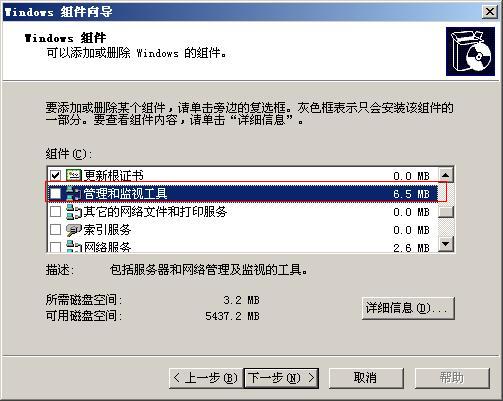 Windows 组件向导
Windows 组件
可以添加或删除 Windows 的组件。
要添加或删除某个组件，请单击旁边的复选框。灰色框表示只会安装该组件的
一部分。要查看组件内容，请单击“详细信息”。
组件(C):
更新根证书 0.0 MB
管理和监视工具 6.5 MB
其它的网络文件和打印服务 0.0 MB
索引服务 0.0 MB
网络服务 2.6 MB
描述: 包括服务器和网络管理及监视的工具。
所需磁盘空间: 3.2 MB
可用磁盘空间: 5437.2 MB
详细信息(D)...
< 上一步(B) 下一步(N) > 取消 帮助